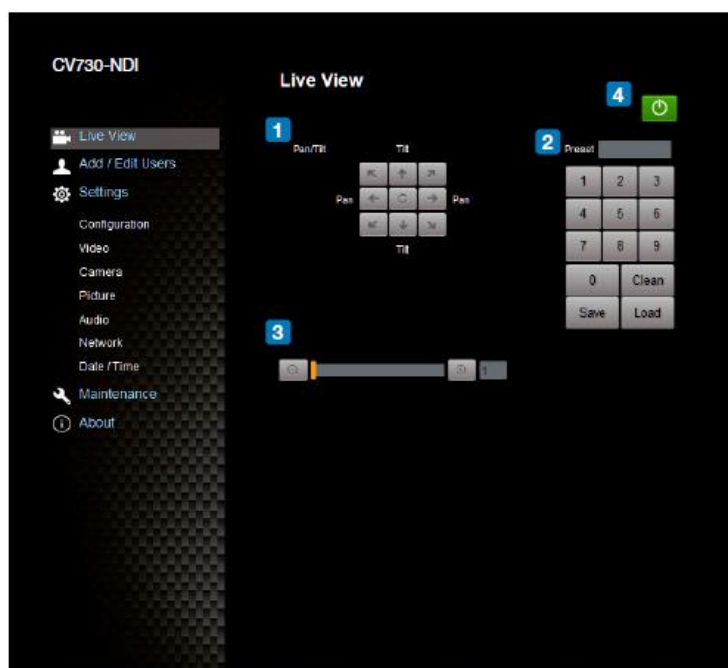 CV730-NDI
Live View
Add / Edit Users
Settings
Configuration
Video
Camera
Picture
Audio
Network
Date / Time
Maintenance
About
Live View
4
1
Pan/Tilt
Tilt
Pan
Pan
Tilt
2
Preset
1 2 3
4 5 6
7 8 9
0 Clean
Save Load
3
1